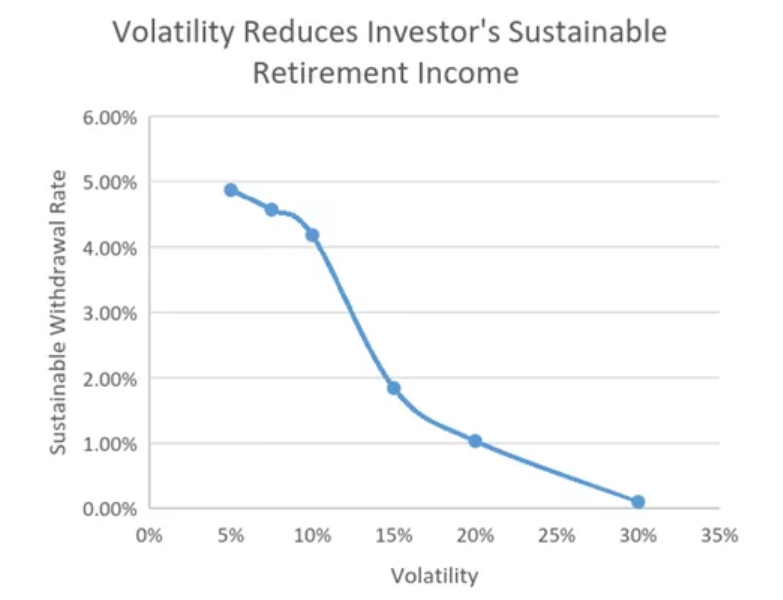 Volatility Reduces Investor's Sustainable
Retirement Income
Sustainable Withdrawal Rate
6.00%
5.00%
4.00%
3.00%
2.00%
1.00%
0.00%
0% 5% 10% 15% 20% 25% 30% 35%
Volatility